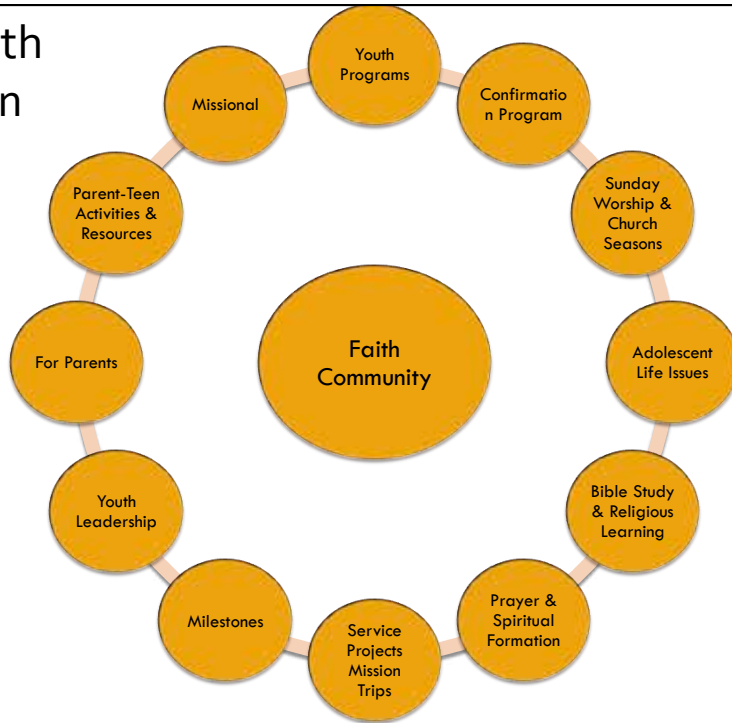 th
n
Youth
Programs
Confirmatio
n Program
Sunday
Worship &
Church
Seasons
Adolescent
Life Issues
Bible Study
& Religious
Learning
Prayer &
Spiritual
Formation
Service
Projects
Mission
Trips
Milestones
Youth
Leadership
For Parents
Parent-Teen
Activities &
Resources
Missional
Faith
Community